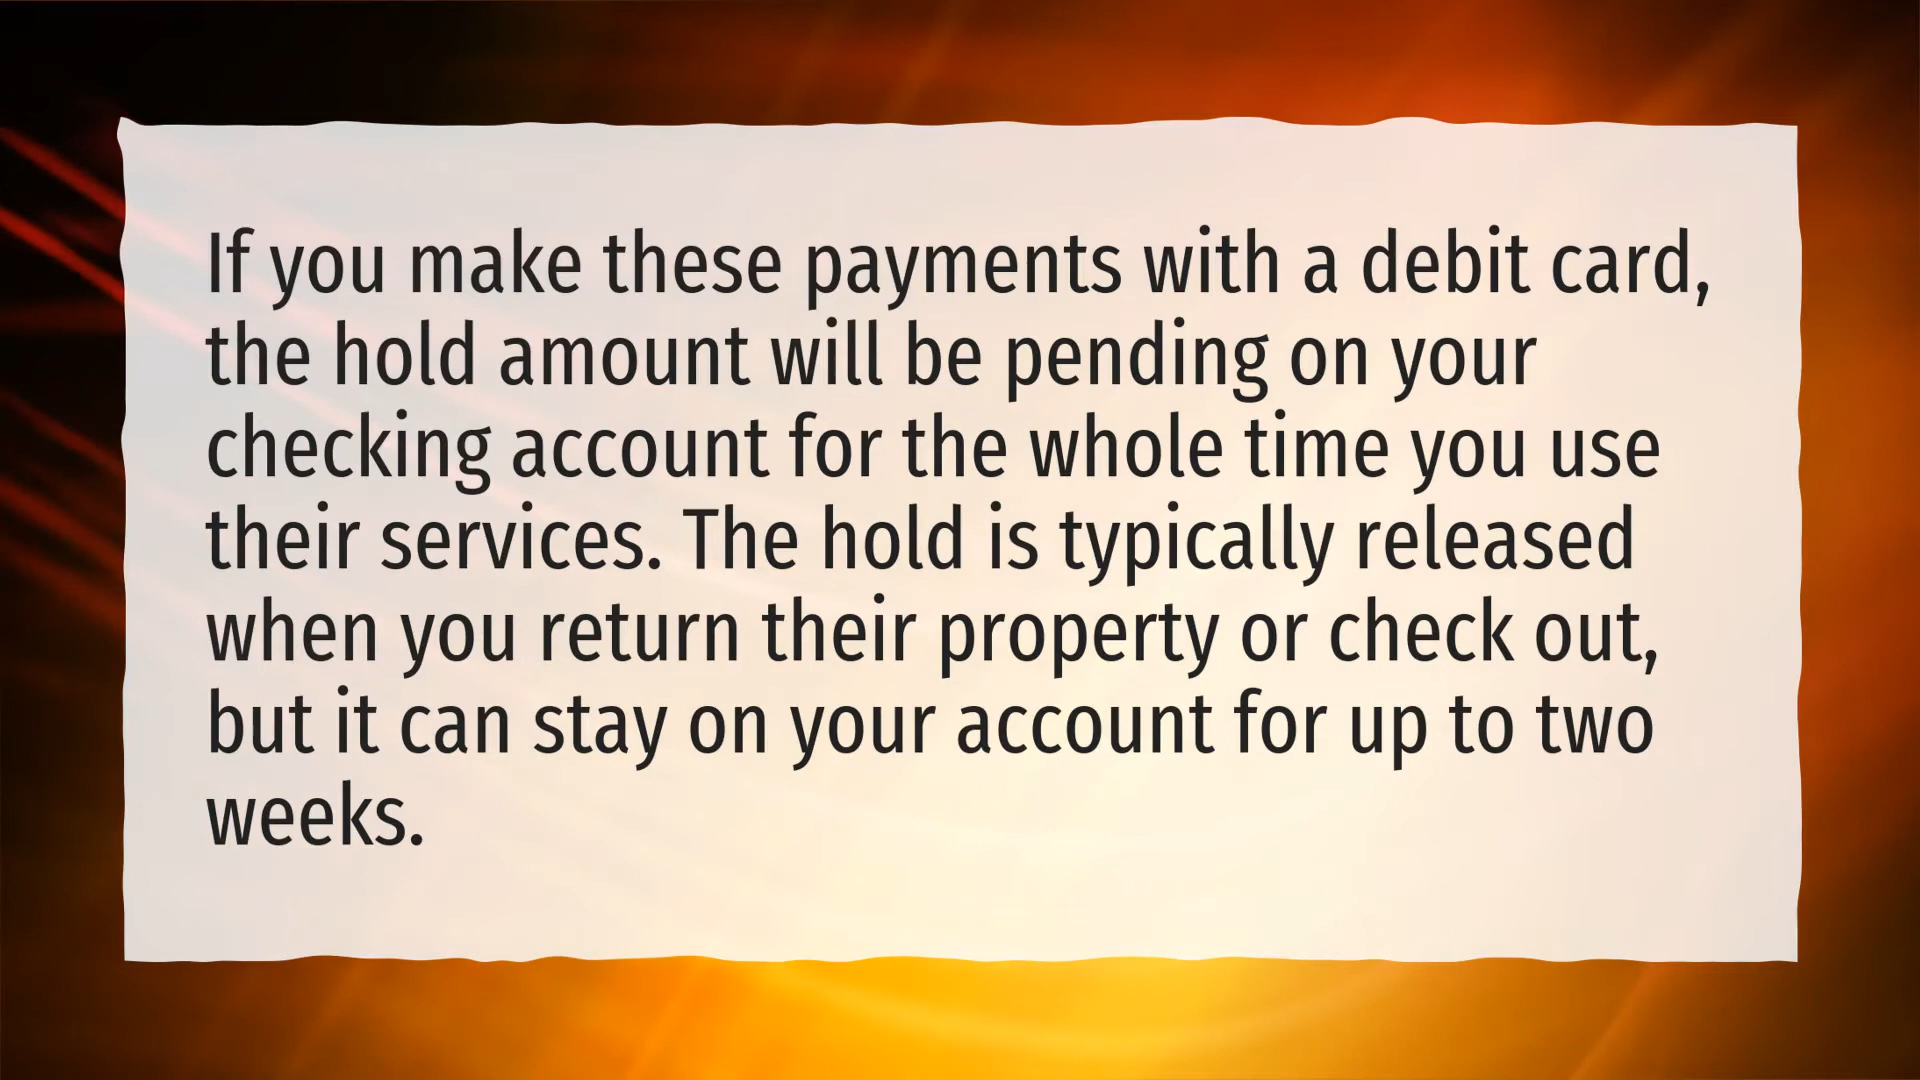 If you make these payments with a debit card,
the hold amount will be pending on your
checking account for the whole time you use
their services. The hold is typically released
when you return their property or check out,
but it can stay on your account for up to two
weeks.